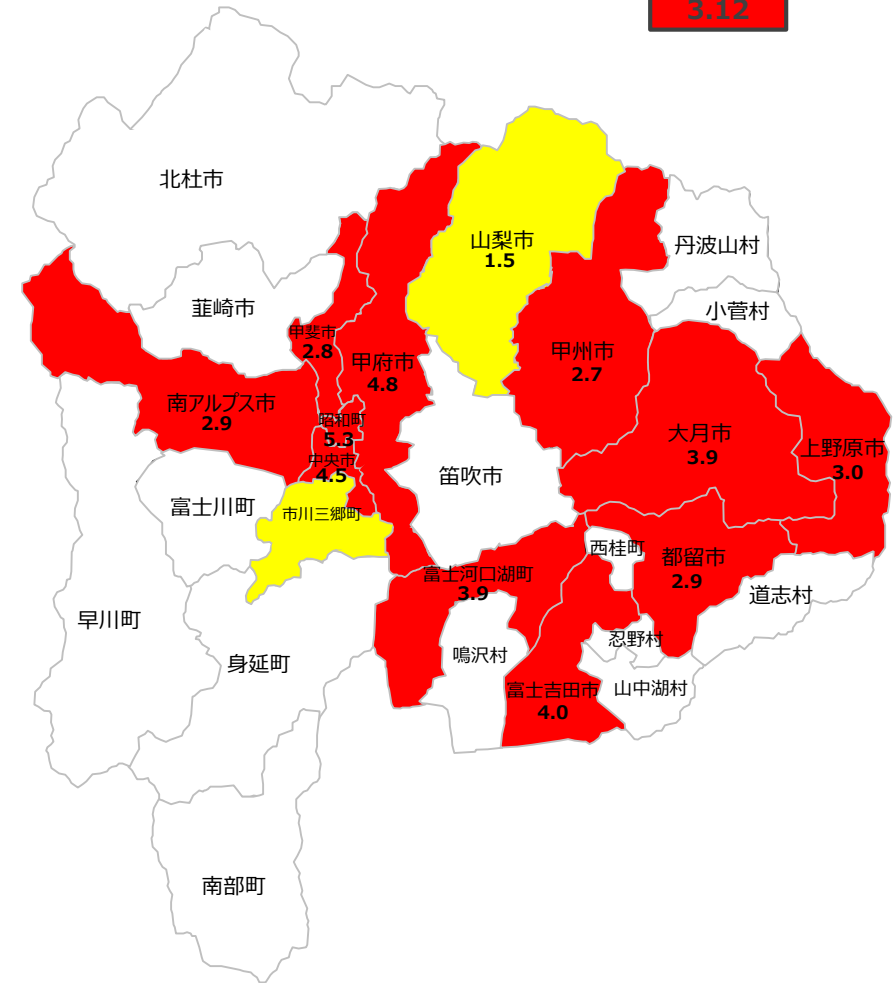 3.12
北杜市
山梨市
1.5
丹波山村
韮崎市
小菅村
甲斐市
2.8
甲府市
4.8
甲州市
2.7
南アルプス市
2.9
昭和町
5.3
大月市
3.9
上野原市
3.0
中央市
4.5
笛吹市
富士川町
市川三郷町
西桂町
都留市
2.9
富士河口湖町
3.9
道志村
早川町
忍野村
身延町
鳴沢村
富士吉田市
4.0
山中湖村
南部町